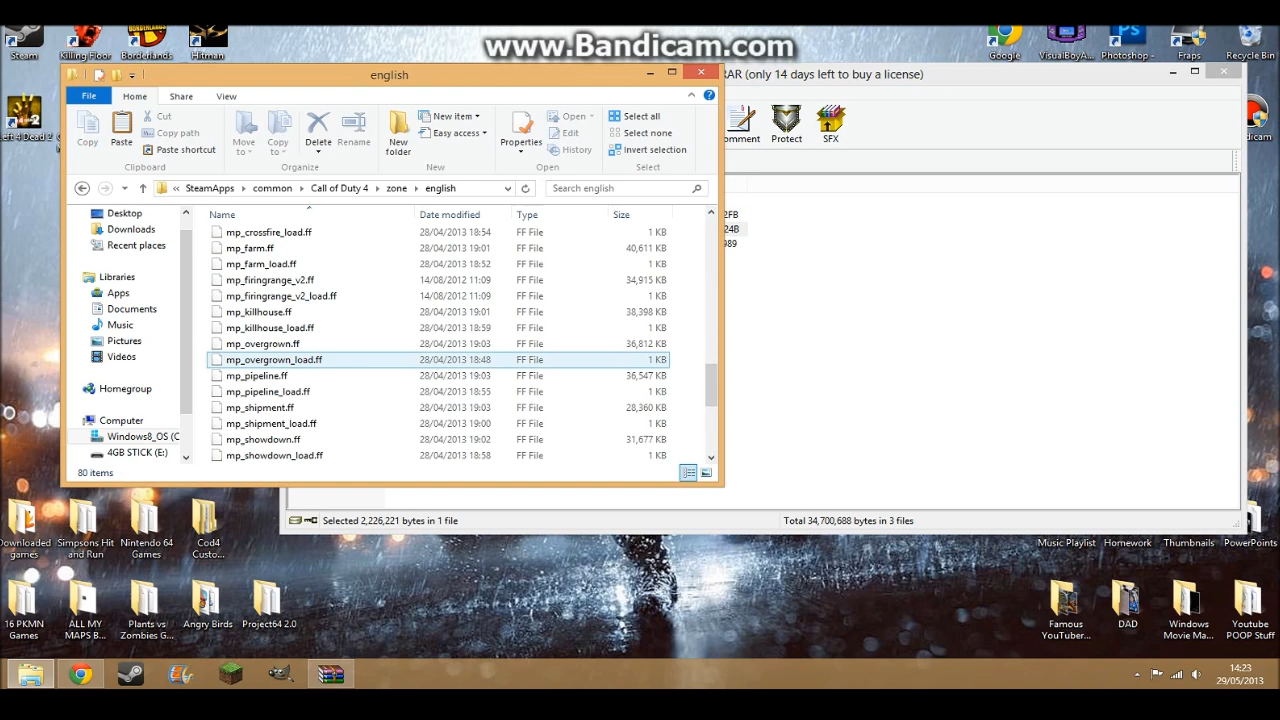 www.Bandicam.com
Steam
Killing Floor
Borderlands
Hitman
Google
VisualBoyA...
Photoshop -
Fraps
Recycle Bin
english
RAR (only 14 days left to buy a license)
File
Home
Share
View
Copy
Paste
Cut
Copy path
Paste shortcut
Clipboard
Move to
Copy to
Delete
Rename
Organize
New folder
New item
Easy access
New
Properties
Open
Edit
History
Open
Select all
Select none
Invert selection
Select
omment
Protect
SFX
Left 4 Dead 2
dicam
SteamApps
common
Call of Duty 4
zone
english
Search english
Name
Date modified
Type
Size
2FB
24B
989
Desktop
Downloads
Recent places
Libraries
Apps
Documents
Music
Pictures
Videos
Homegroup
Computer
Windows8_OS (C
4GB STICK (E:)
mp_crossfire_load.ff 28/04/2013 18:54 FF File 1 KB
mp_farm.ff 28/04/2013 19:01 FF File 40,611 KB
mp_farm_load.ff 28/04/2013 18:52 FF File 1 KB
mp_firingrange_v2.ff 14/08/2012 11:09 FF File 34,915 KB
mp_firingrange_v2_load.ff 14/08/2012 11:09 FF File 1 KB
mp_killhouse.ff 28/04/2013 19:01 FF File 38,398 KB
mp_killhouse_load.ff 28/04/2013 18:59 FF File 1 KB
mp_overgrown.ff 28/04/2013 19:03 FF File 36,812 KB
mp_overgrown_load.ff 28/04/2013 18:48 FF File 1 KB
mp_pipeline.ff 28/04/2013 19:03 FF File 36,547 KB
mp_pipeline_load.ff 28/04/2013 18:55 FF File 1 KB
mp_shipment.ff 28/04/2013 19:03 FF File 28,360 KB
mp_shipment_load.ff 28/04/2013 19:00 FF File 1 KB
mp_showdown.ff 28/04/2013 19:02 FF File 31,677 KB
mp_showdown_load.ff 28/04/2013 18:58 FF File 1 KB
80 items
Selected 2,226,221 bytes in 1 file
Total 34,700,688 bytes in 3 files
Downloaded games
Simpsons Hit and Run
Nintendo 64 Games
Cod4 Custo...
Music Playlist
Homework
Thumbnails
PowerPoints
16 PKMN Games
ALL MY MAPS B...
Plants vs Zombies G...
Angry Birds
Project64 2.0
Famous YouTuber...
DAD
Windows Movie Ma...
Youtube POOP Stuff
14:23
29/05/2013